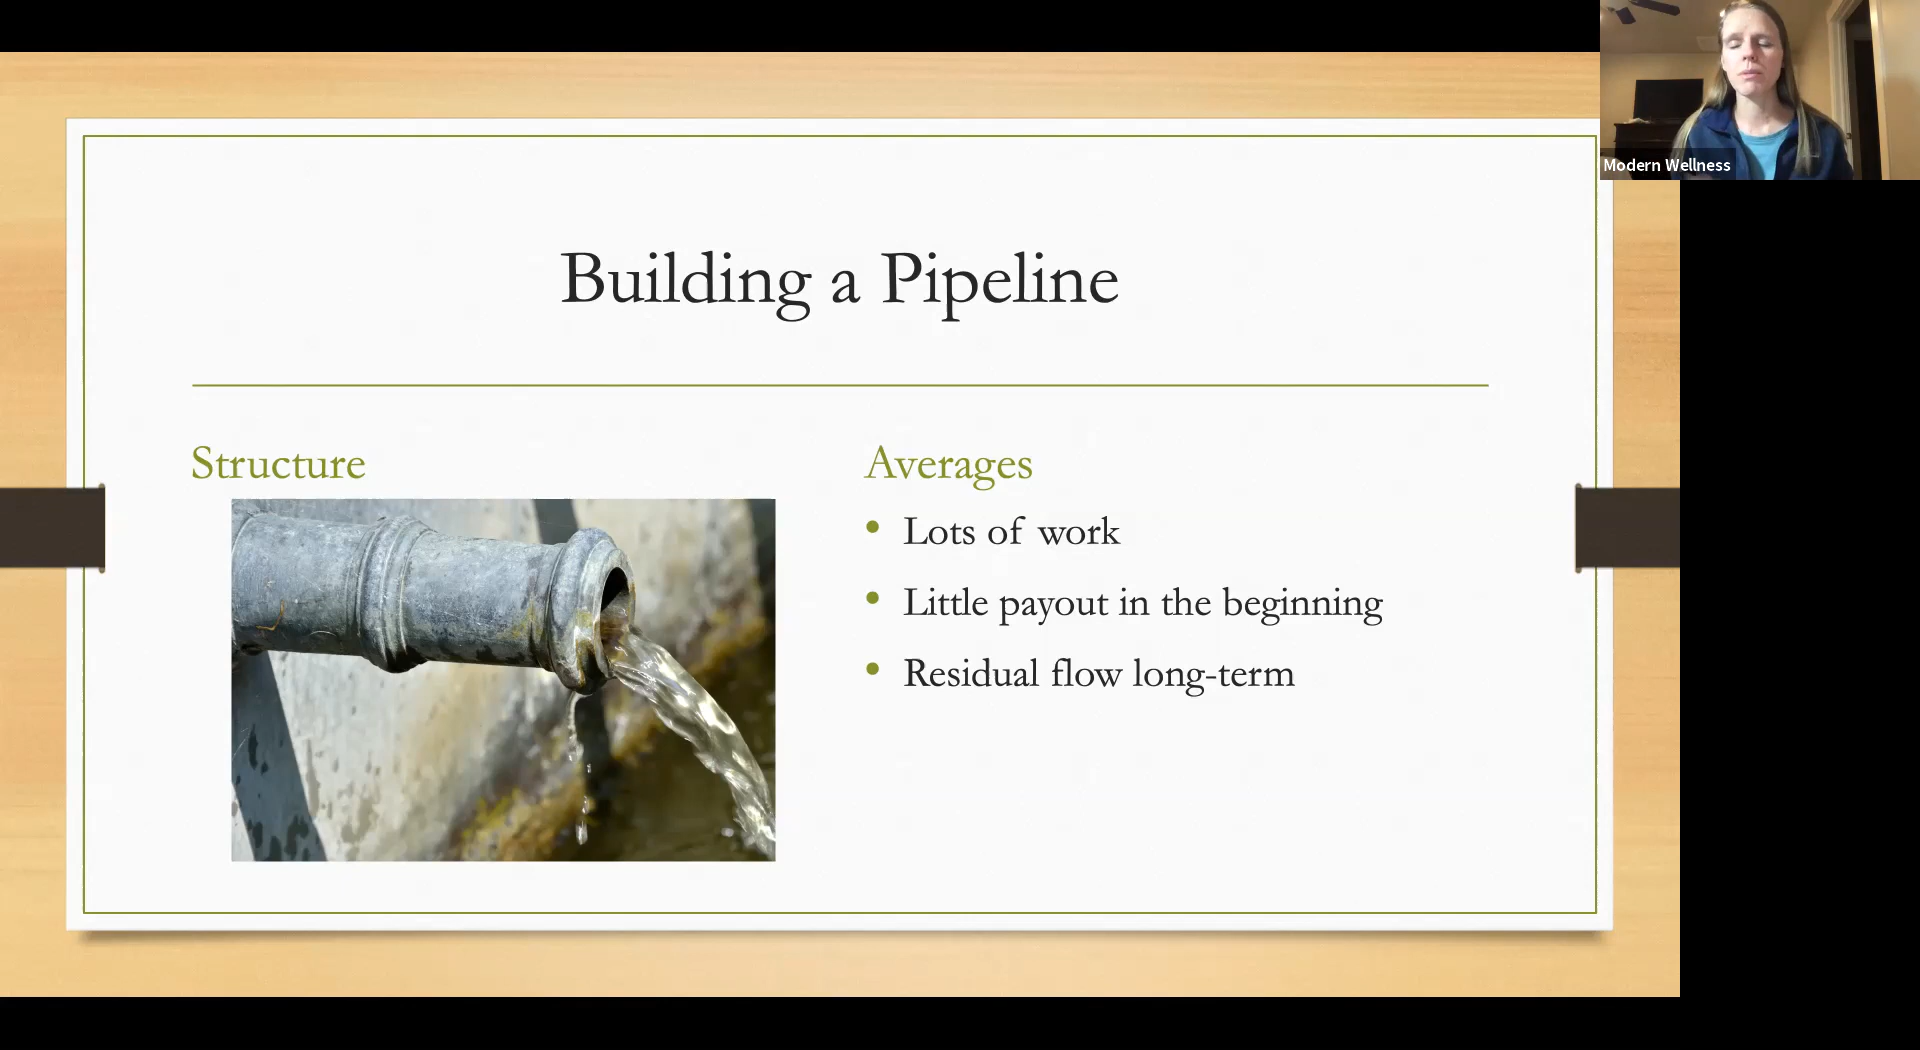 Building a Pipeline
Structure
Averages
Lots of work
Little payout in the beginning
Residual flow long-term
Modern Wellness